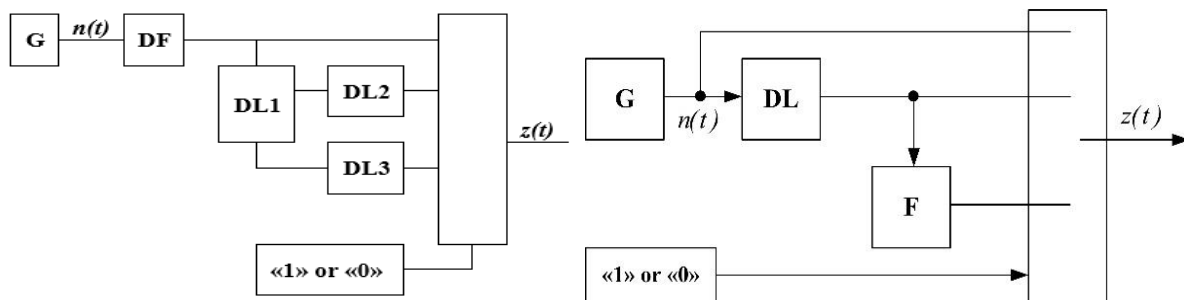 G
n(t)
DF
DL1
DL2
DL3
z(t)
«1» or «0»
G
n(t)
DL
F
z(t)
«1» or «0»